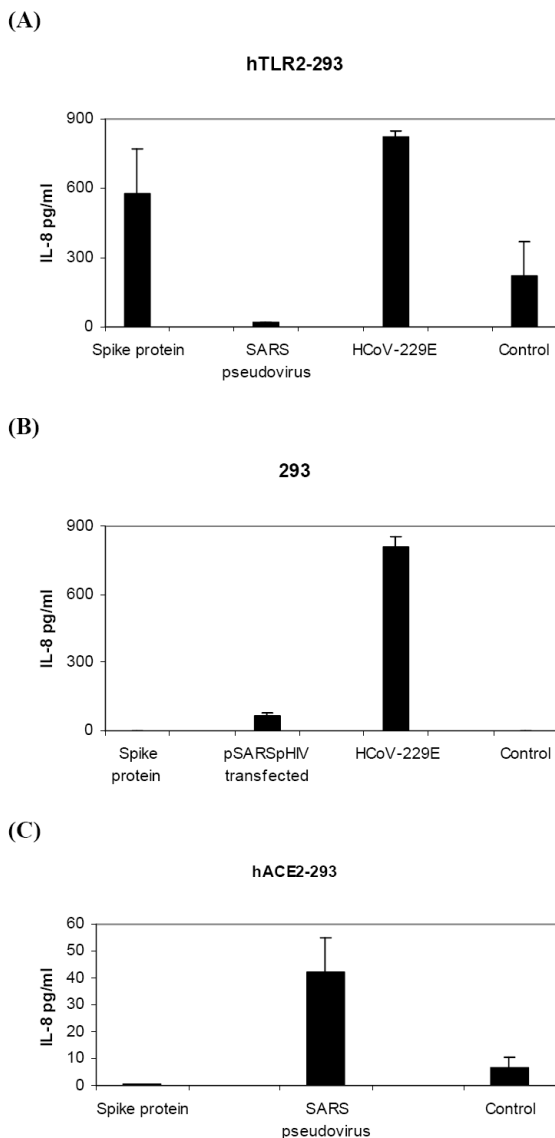 (A)
hTLR2-293
IL-8 pg/ml
900
600
300
0
Spike protein
SARS
pseudovirus
HCoV-229E
Control
(B)
293
IL-8 pg/ml
900
600
300
0
Spike
protein
pSARSpHIV
transfected
HCoV-229E
Control
(C)
hACE2-293
IL-8 pg/ml
60
50
40
30
20
10
0
Spike protein
SARS
pseudovirus
Control